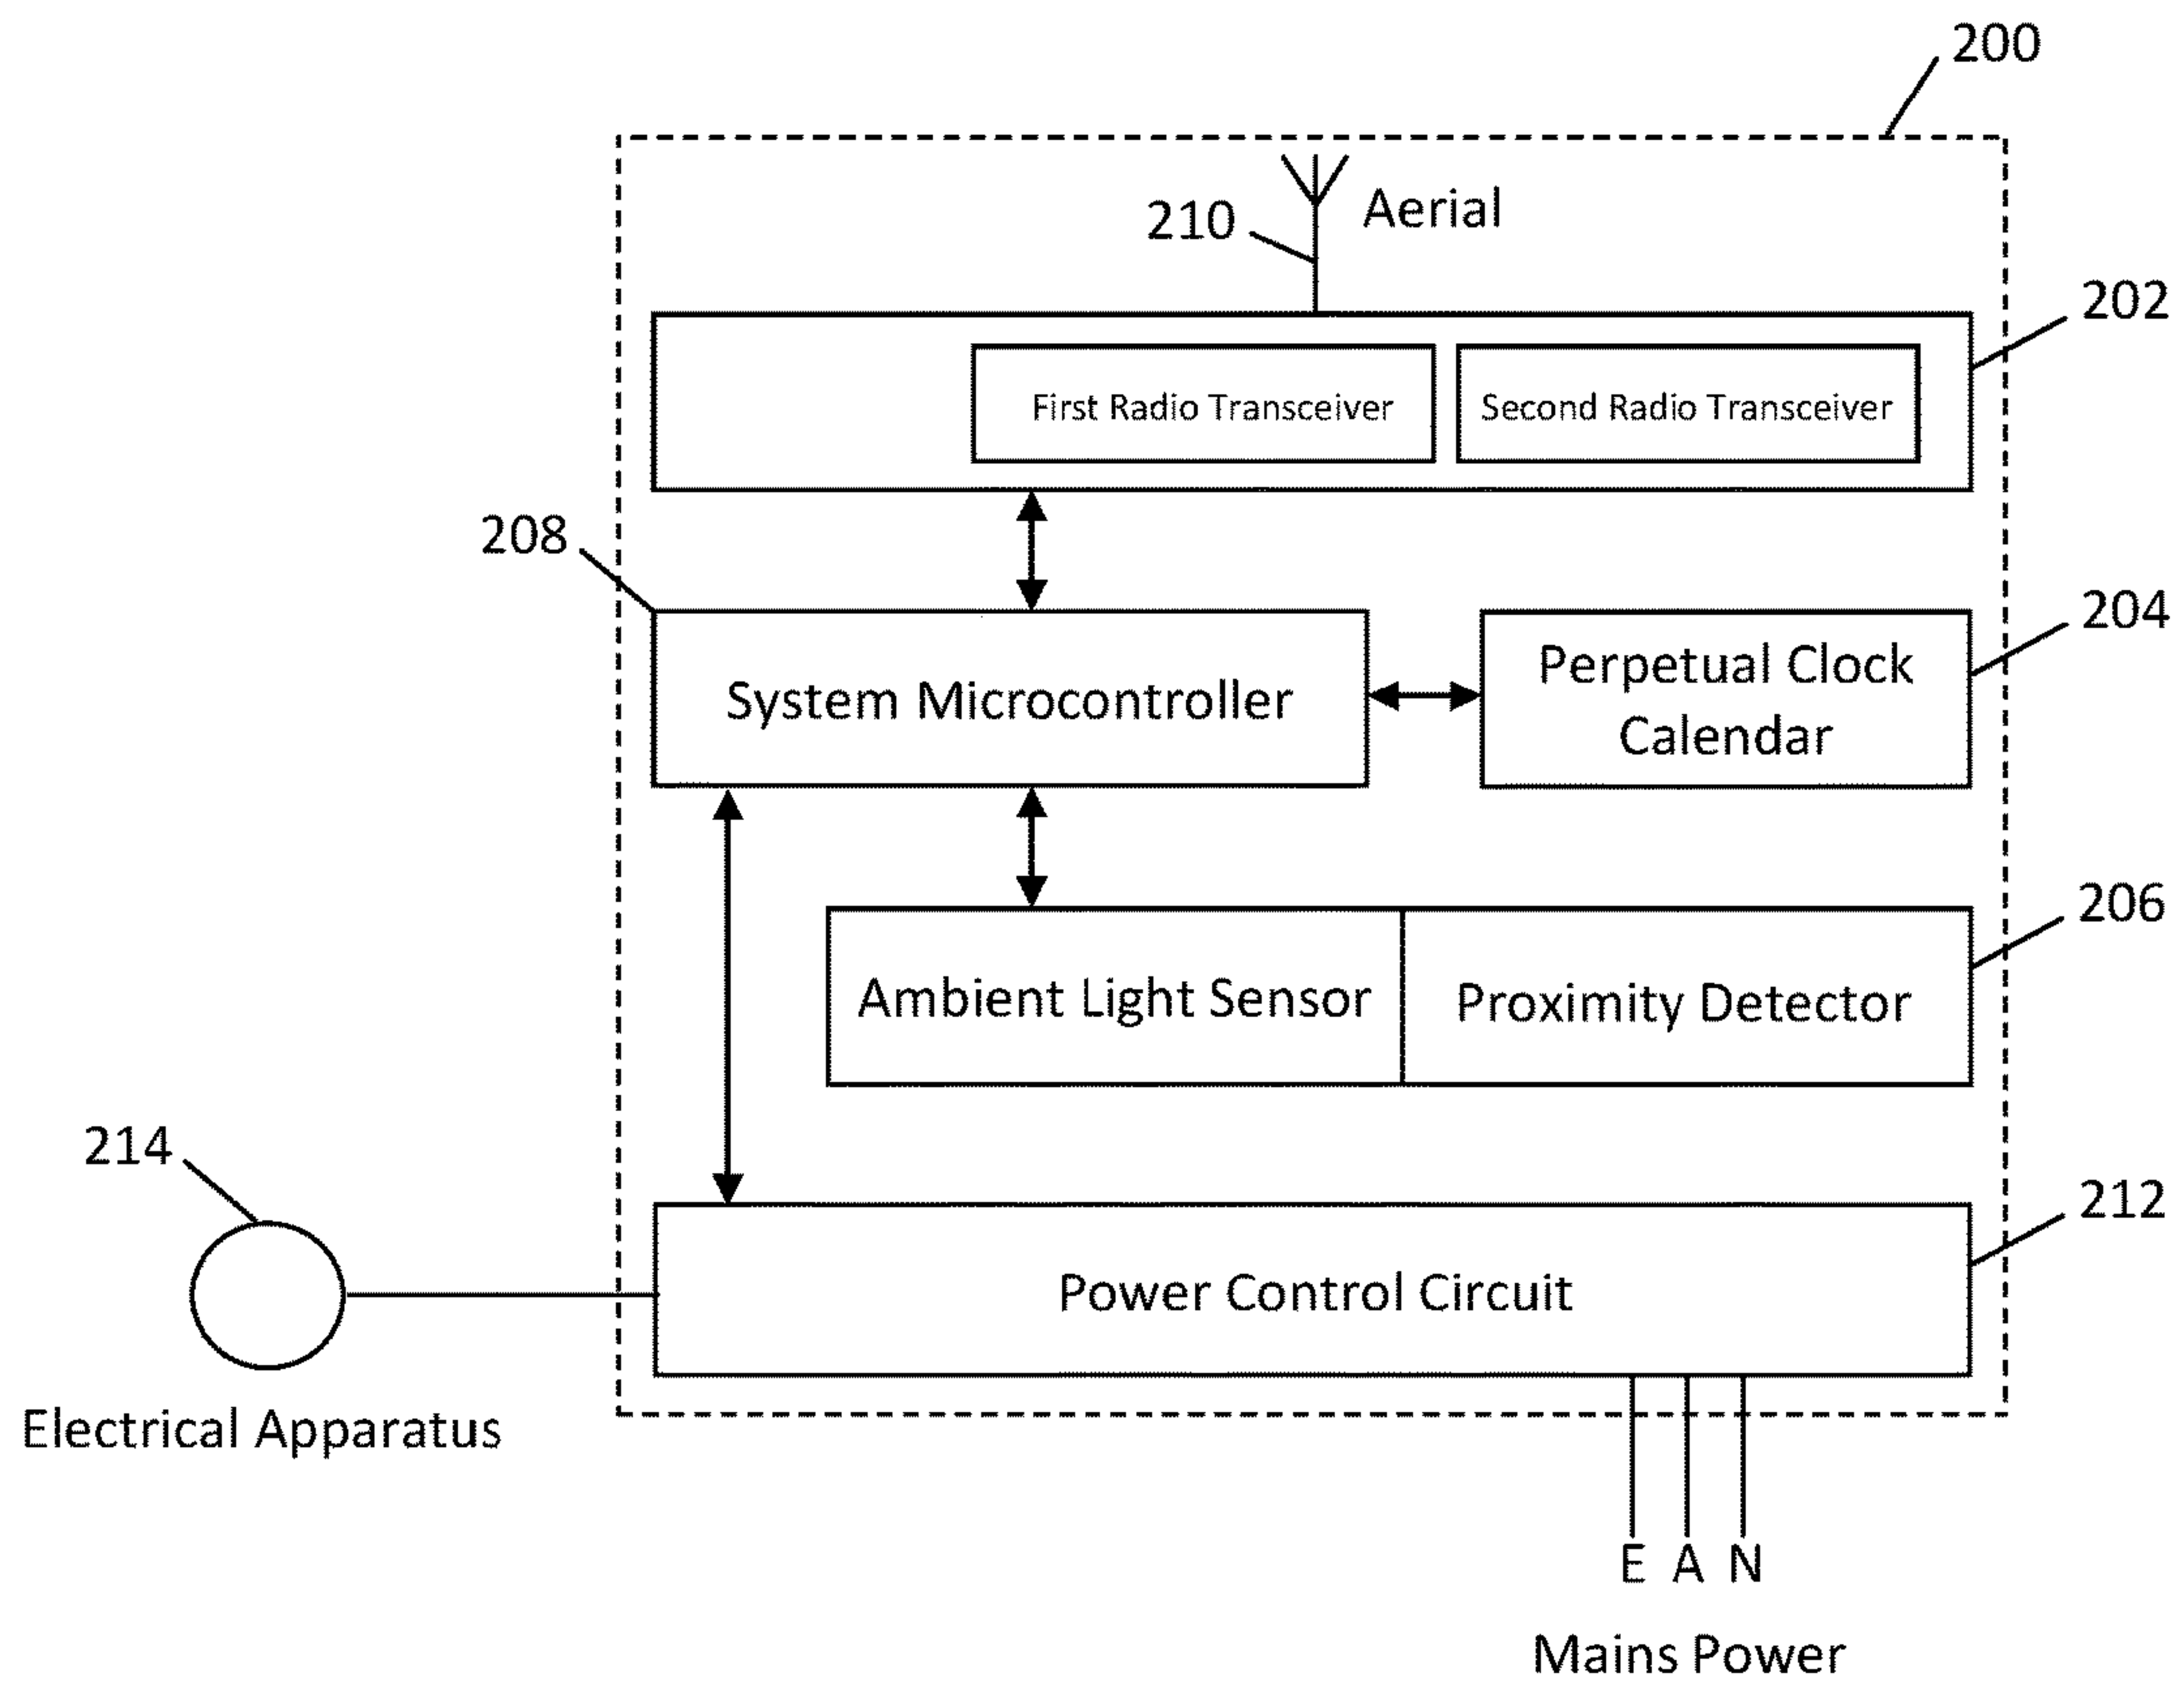 200
Aerial
210
202
First Radio Transceiver
Second Radio Transceiver
208
204
System Microcontroller
Perpetual Clock
Calendar
206
Ambient Light Sensor
Proximity Detector
214
212
Power Control Circuit
Electrical Apparatus
E A N
Mains Power